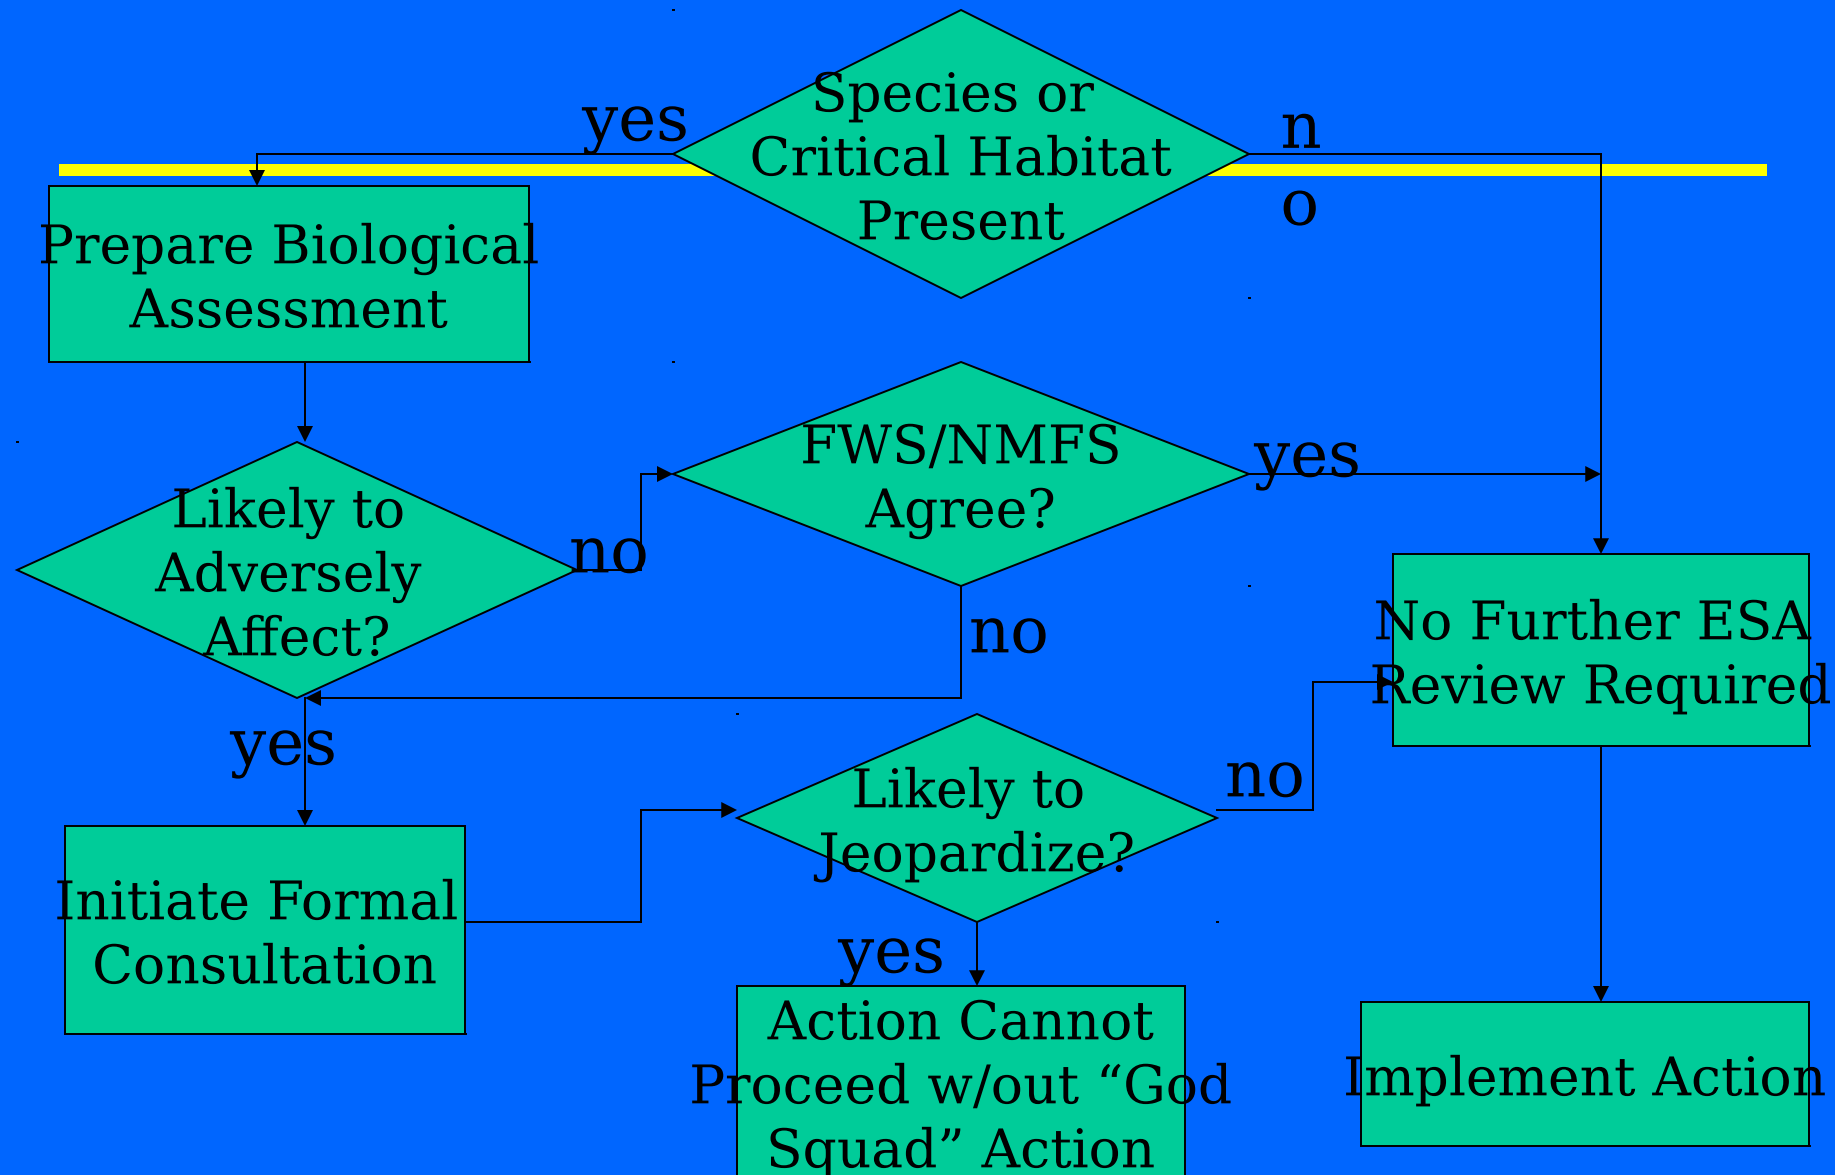 Species or
Critical Habitat
Present
yes
n
o
Prepare Biological
Assessment
FWS/NMFS
Agree?
yes
Likely to
Adversely
Affect?
no
no
No Further ESA
Review Required
yes
Likely to
Jeopardize?
no
Initiate Formal
Consultation
yes
Action Cannot
Proceed w/out “God
Squad” Action
Implement Action